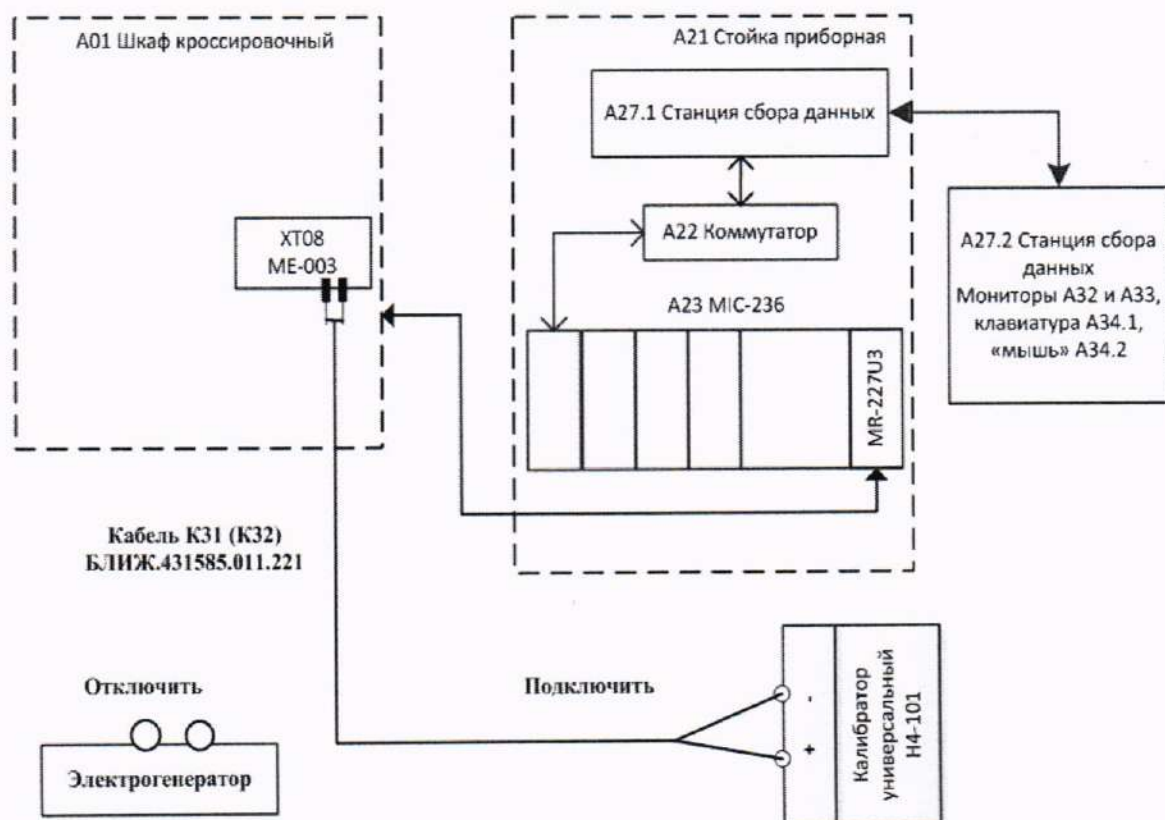 А01 Шкаф кроссировочный
А21 Стойка приборная
А27.1 Станция сбора данных
ХТ08
МЕ-003
А22 Коммутатор
А27.2 Станция сбора
данных
Мониторы А32 и А33,
клавиатура А34.1,
«мышь» А34.2
А23 MIC-236
MR-227U3
Кабель К31 (К32)
БЛИЖ.431585.011.221
Отключить
Подключить
Электрогенератор
-
+
Калибратор
универсальный
Н4-101